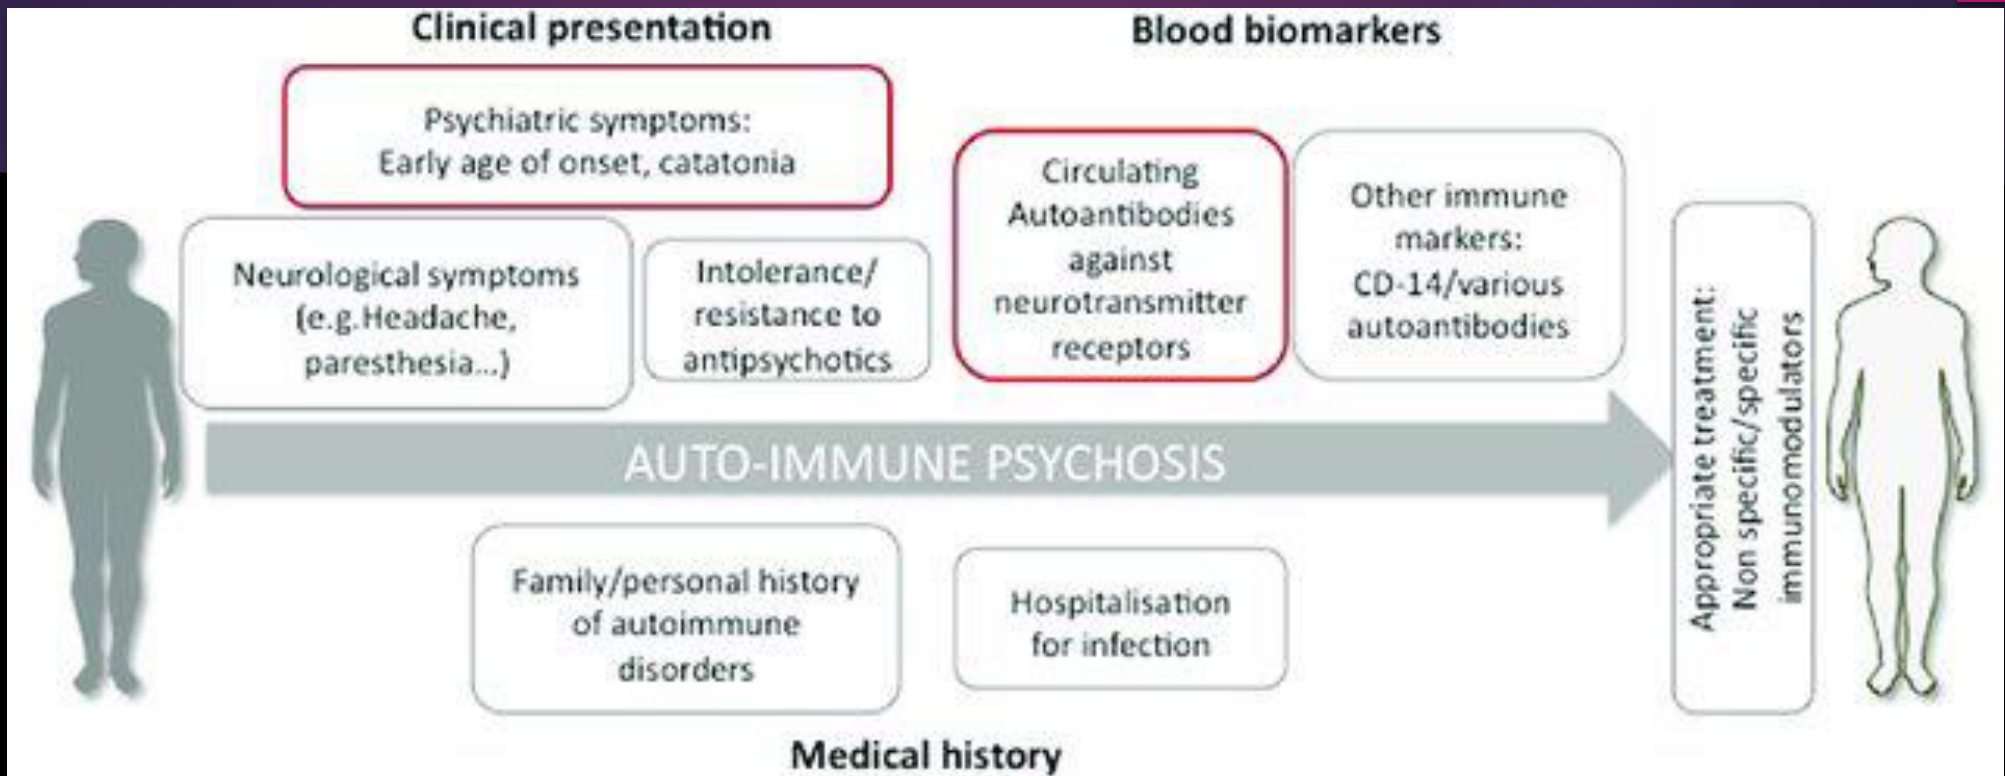 Clinical presentation
Psychiatric symptoms:
Early age of onset, catatonia
Neurological symptoms
(e.g.Headache,
paresthesia...)
Intolerance/
resistance to
antipsychotics
Blood biomarkers
Circulating
Autoantibodies
against
neurotransmitter
receptors
Other immune
markers:
CD-14/various
autoantibodies
AUTO-IMMUNE PSYCHOSIS
Appropriate treatment:
Non specific/specific
immunomodulators
Family/personal history
of autoimmune
disorders
Hospitalisation
for infection
Medical history